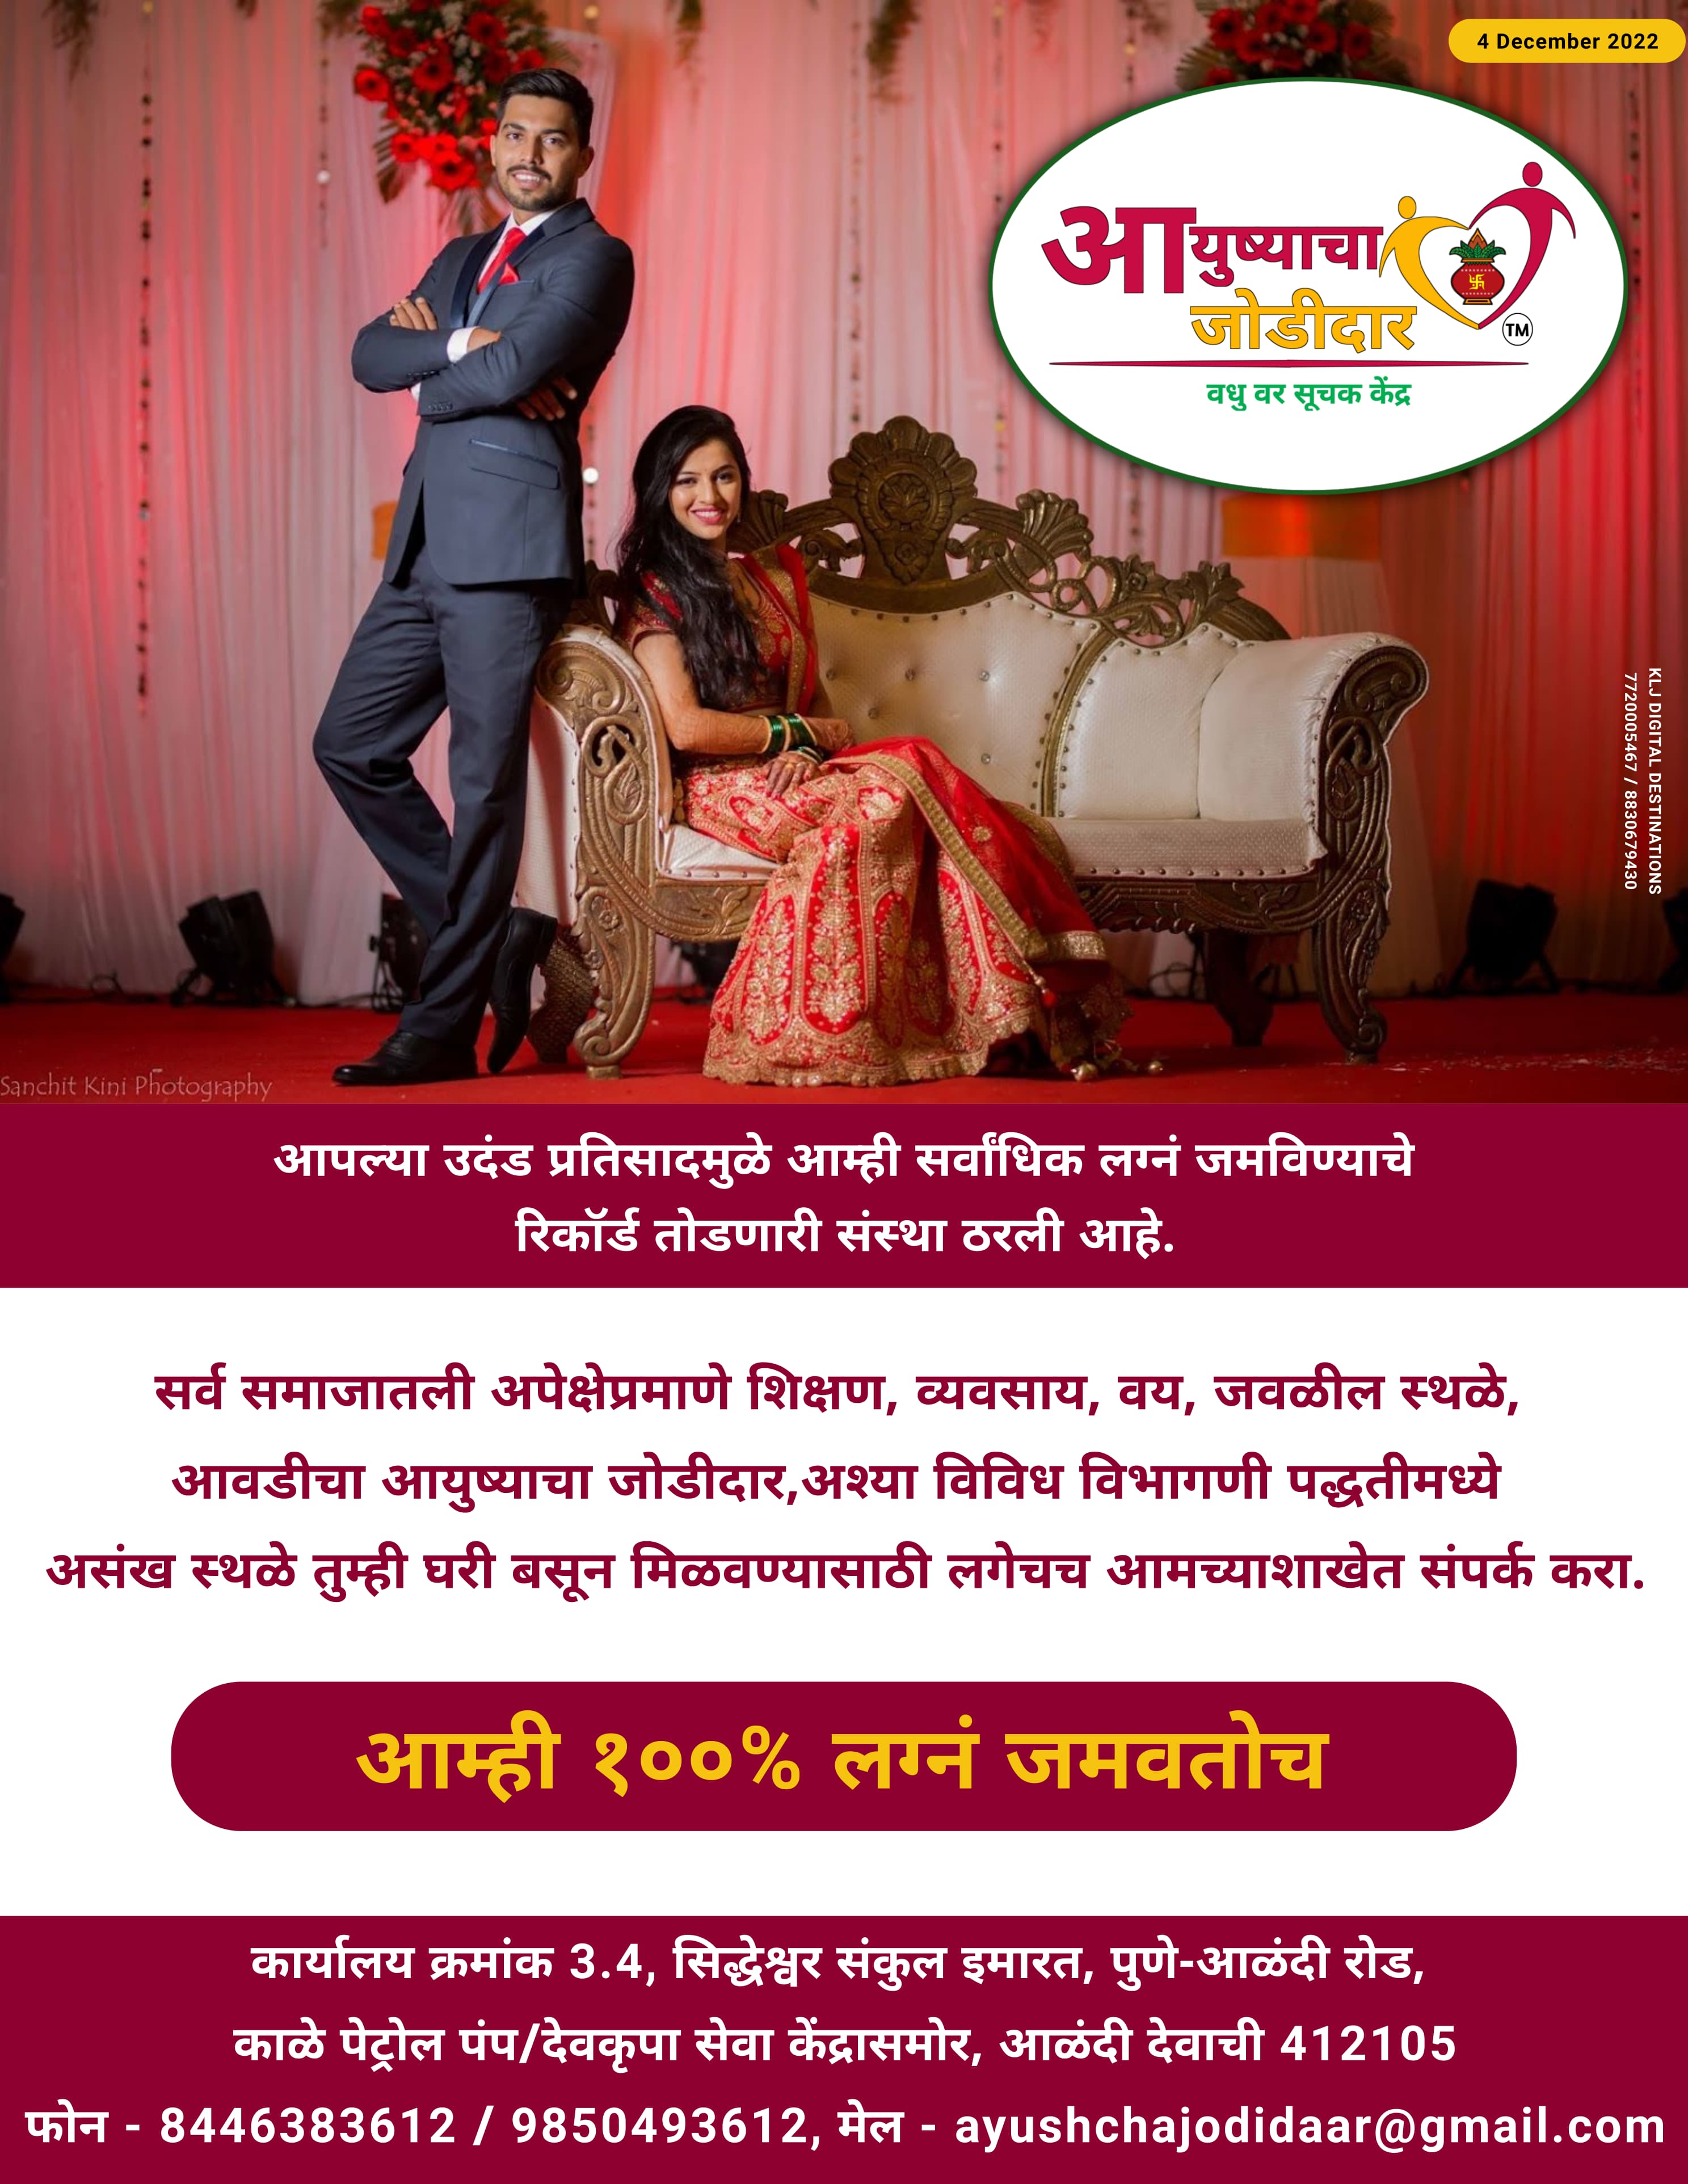 4 December 2022
आयुष्याचा
जोडीदार
TM
वधु वर सूचक केंद्र
KLJ DIGITAL DESTINATIONS
7720005467 / 8830679430
Sanchit Kini Photography
आपल्या उदंड प्रतिसादमुळे आम्ही सर्वांधिक लग्नं जमविण्याचे
रिकॉर्ड तोडणारी संस्था ठरली आहे.
सर्व समाजातली अपेक्षेप्रमाणे शिक्षण, व्यवसाय, वय, जवळील स्थळे,
आवडीचा आयुष्याचा जोडीदार,अश्या विविध विभागणी पद्धतीमध्ये
असंख स्थळे तुम्ही घरी बसून मिळवण्यासाठी लगेचच आमच्याशाखेत संपर्क करा.
आम्ही १००% लग्नं जमवतोच
कार्यालय क्रमांक 3.4, सिद्धेश्वर संकुल इमारत, पुणे-आळंदी रोड,
काळे पेट्रोल पंप/देवकृपा सेवा केंद्रासमोर, आळंदी देवाची 412105
फोन - 8446383612 / 9850493612, मेल - ayushchajodidaar@gmail.com